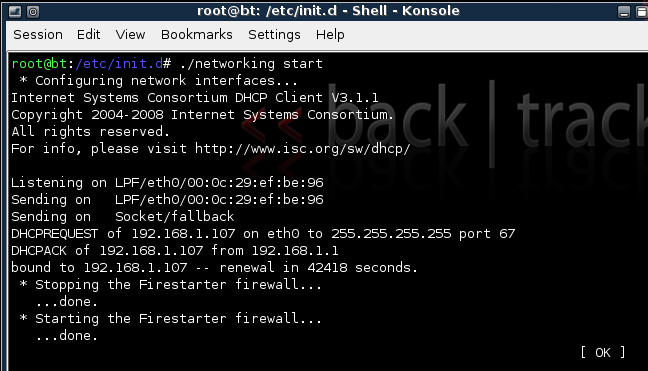 root@bt: /etc/init.d - Shell - Konsole
Session Edit View Bookmarks Settings Help
root@bt:/etc/init.d# ./networking start
 * Configuring network interfaces...
Internet Systems Consortium DHCP Client V3.1.1
Copyright 2004-2008 Internet Systems Consortium.
All rights reserved.
For info, please visit http://www.isc.org/sw/dhcp/
back | track
Listening on LPF/eth0/00:0c:29:ef:be:96
Sending on   LPF/eth0/00:0c:29:ef:be:96
Sending on   Socket/fallback
DHCPREQUEST of 192.168.1.107 on eth0 to 255.255.255.255 port 67
DHCPACK of 192.168.1.107 from 192.168.1.1
bound to 192.168.1.107 -- renewal in 42418 seconds.
 * Stopping the Firestarter firewall...
   ...done.
 * Starting the Firestarter firewall...
   ...done.
[ OK ]